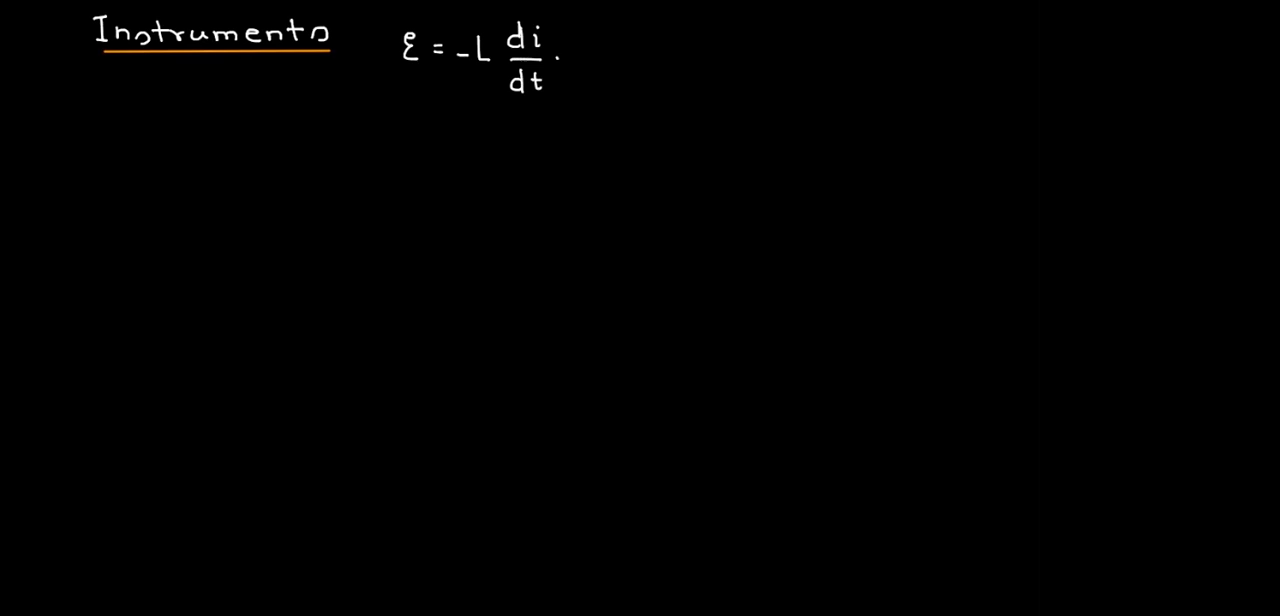 Instruments
ℰ = -L di/dt.